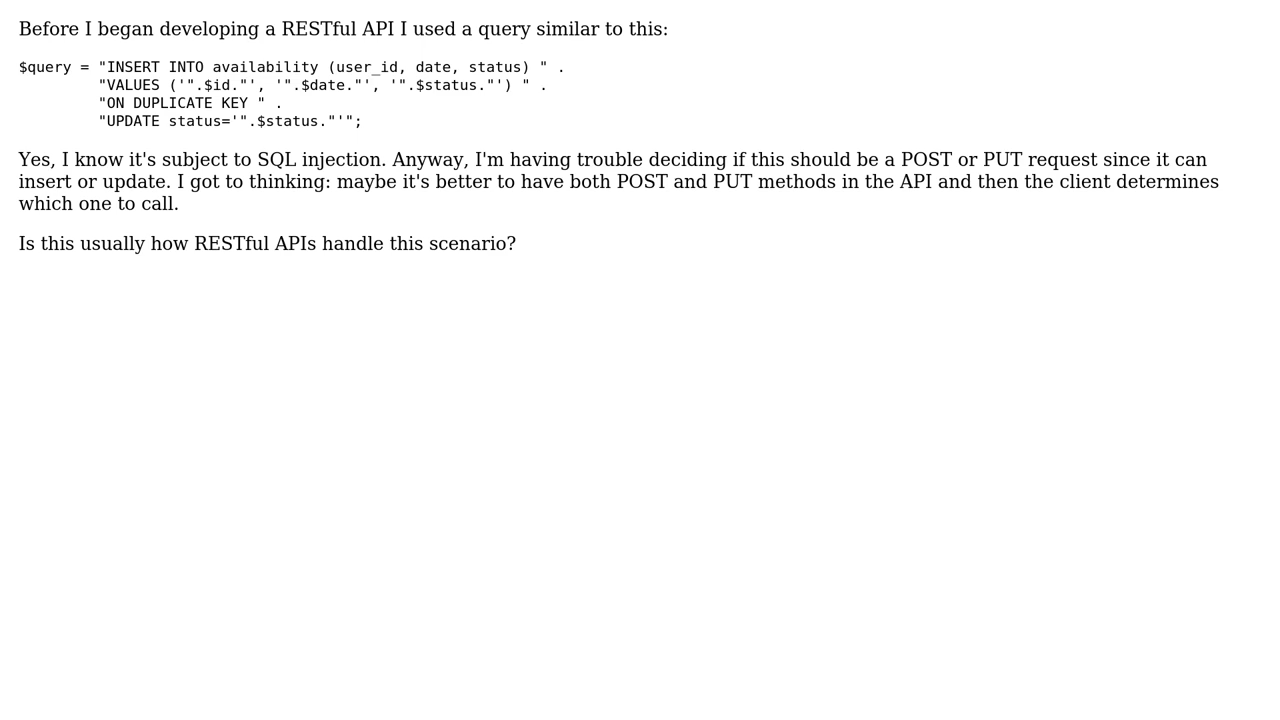 Before I began developing a RESTful API I used a query similar to this:
$query = "INSERT INTO availability (user_id, date, status) " .
         "VALUES ('".$id."', '".$date."', '".$status."') " .
         "ON DUPLICATE KEY " .
         "UPDATE status='".$status."'";
Yes, I know it's subject to SQL injection. Anyway, I'm having trouble deciding if this should be a POST or PUT request since it can
insert or update. I got to thinking: maybe it's better to have both POST and PUT methods in the API and then the client determines
which one to call.
Is this usually how RESTful APIs handle this scenario?